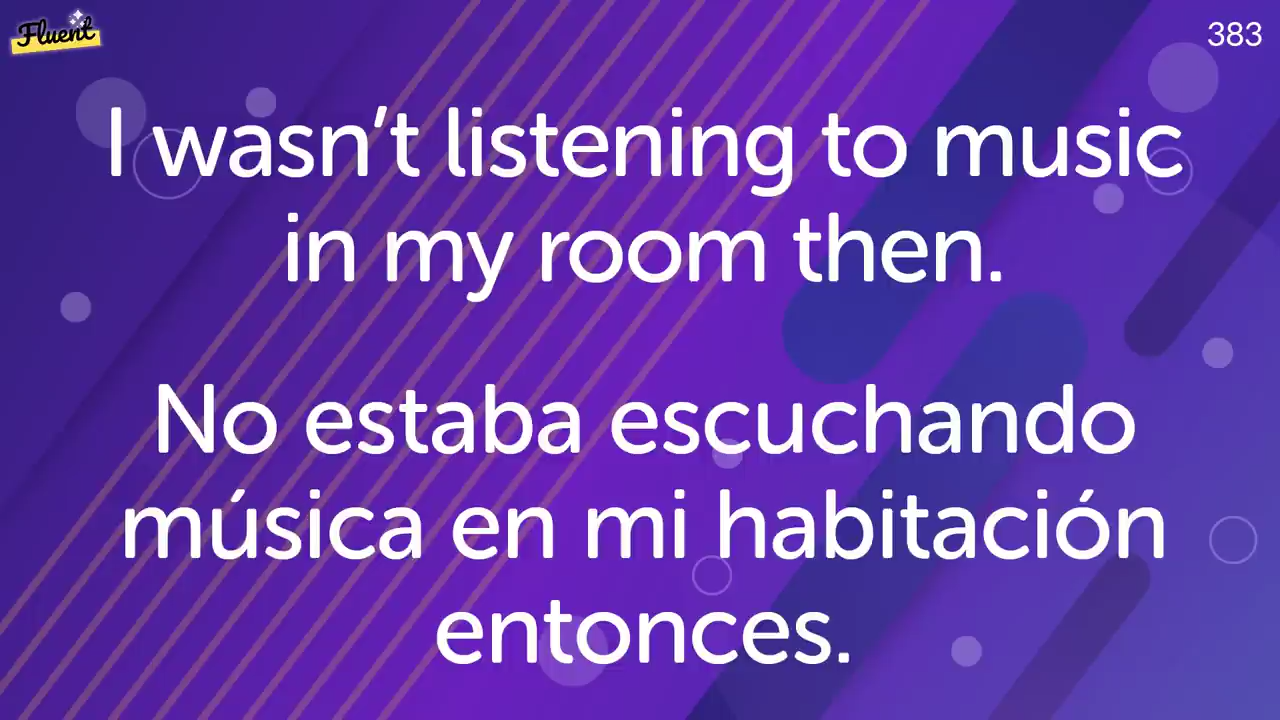 Fluent
383
I wasn’t listening to music
in my room then.
No estaba escuchando
música en mi habitación
entonces.